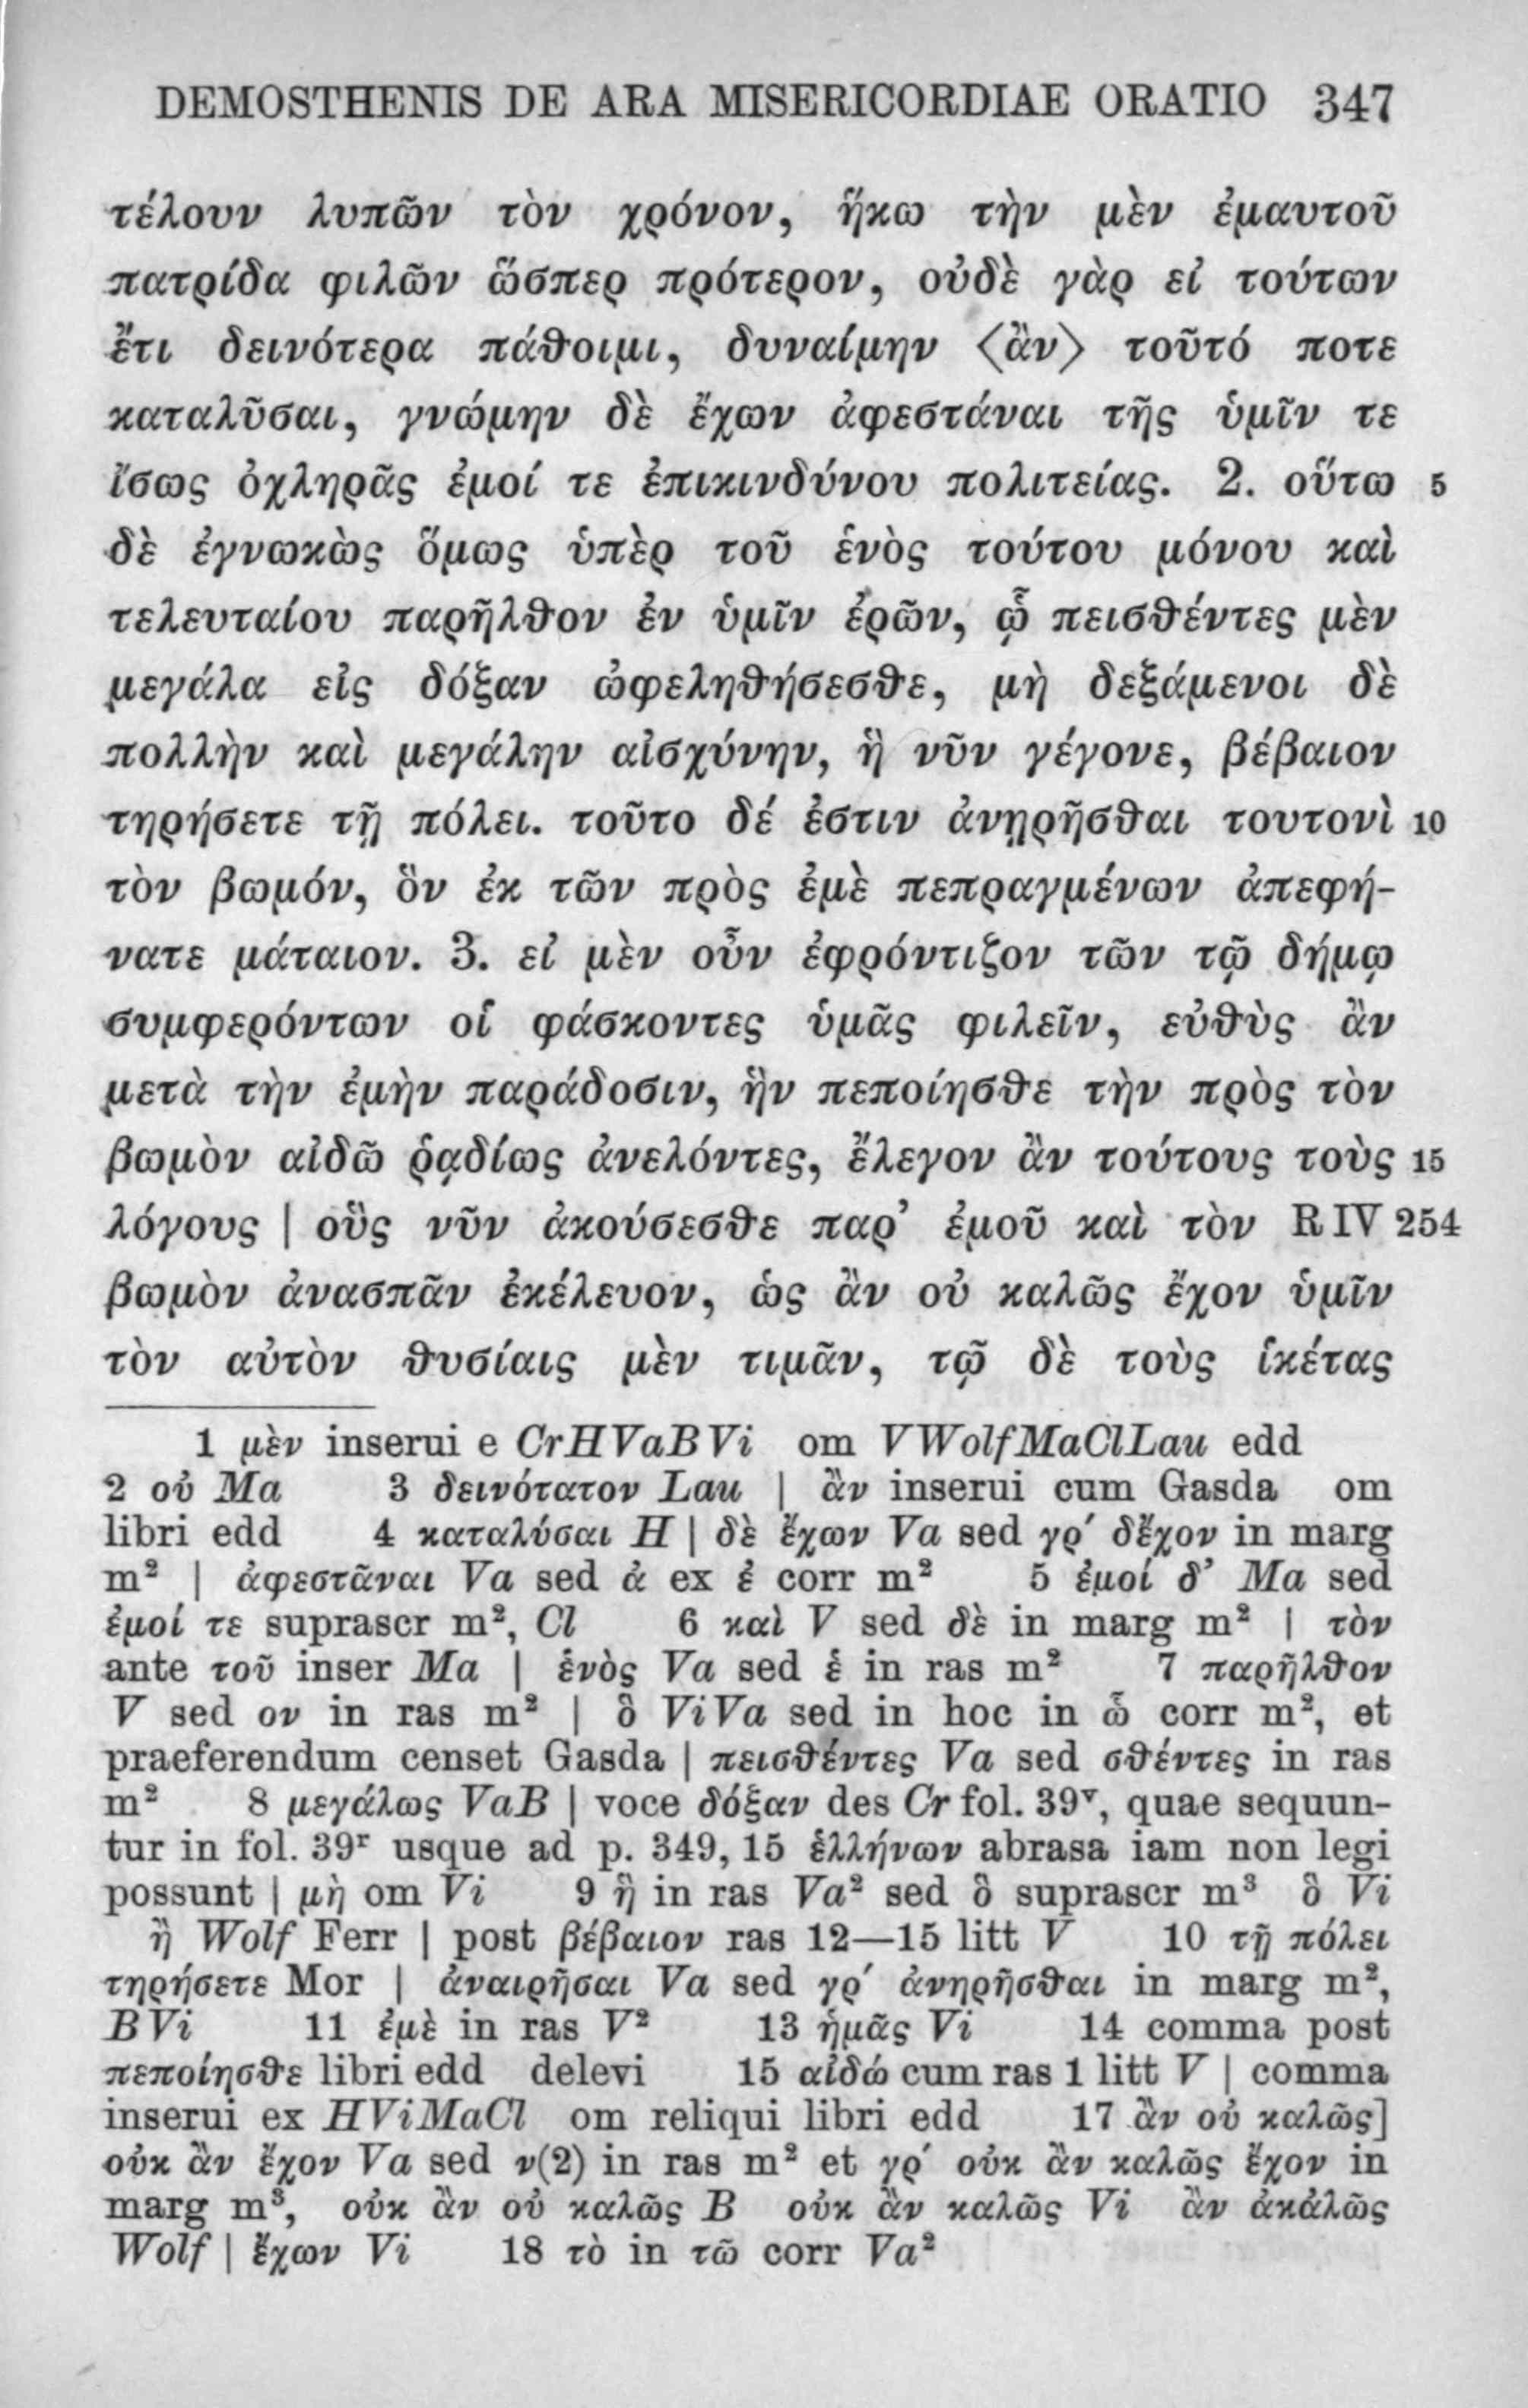 DEMOSTHENIS DE ARA MISERICORDIAE ORATIO 347
τέλουν λυπῶν τὸν χρόνον, ἥκω τὴν μὲν ἐμαυτοῦ
πατρίδα φιλῶν ὥσπερ πρότερον, οὐδὲ γὰρ εἰ τούτων
ἔτι δεινότερα πάθοιμι, δυναίμην ⟨ἂν⟩ τοῦτό ποτε
καταλῦσαι, γνώμην δὲ ἔχων ἀφεστάναι τῆς ὑμῖν τε
ἴσως ὀχληρᾶς ἐμοί τε ἐπικινδύνου πολιτείας. 2. οὕτω 5
δὲ ἐγνωκὼς ὅμως ὑπὲρ τοῦ ἑνὸς τούτου μόνου καὶ
τελευταίου παρῆλθον ἐν ὑμῖν ἐρῶν, ᾧ πεισθέντες μὲν
μεγάλα εἰς δόξαν ὠφεληθήσεσθε, μὴ δεξάμενοι δὲ
πολλὴν καὶ μεγάλην αἰσχύνην, ἣ νῦν γέγονε, βέβαιον
τηρήσετε τῇ πόλει. τοῦτο δέ ἐστιν ἀνῃρῆσθαι τουτονὶ 10
τὸν βωμόν, ὃν ἐκ τῶν πρὸς ἐμὲ πεπραγμένων ἀπεφή-
νατε μάταιον. 3. εἰ μὲν οὖν ἐφρόντιζον τῶν τῷ δήμῳ
συμφερόντων οἱ φάσκοντες ὑμᾶς φιλεῖν, εὐθὺς ἂν
μετὰ τὴν ἐμὴν παράδοσιν, ἣν πεποίησθε τὴν πρὸς τὸν
βωμὸν αἰδῶ ῥᾳδίως ἀνελόντες, ἔλεγον ἂν τούτους τοὺς 15
λόγους | οὓς νῦν ἀκούσεσθε παρ’ ἐμοῦ καὶ τὸν R IV 254
βωμὸν ἀνασπᾶν ἐκέλευον, ὡς ἂν οὐ καλῶς ἔχον ὑμῖν
τὸν αὐτὸν θυσίαις μὲν τιμᾶν, τῷ δὲ τοὺς ἱκέτας
1 μὲν inserui e CrHVaBVi om VWolfMaClLau edd
2 οὐ Ma 3 δεινότατον Lau | ἂν inserui cum Gasda om
libri edd 4 καταλύσαι H | δὲ ἔχων Va sed γρ´ δἔχον in marg
m² | ἀφεστᾶναι Va sed ἀ ex ἐ corr m² 5 ἐμοί δ’ Ma sed
ἐμοί τε suprascr m², Cl 6 καὶ V sed δὲ in marg m² | τὸν
ante τοῦ inser Ma | ἑνὸς Va sed ἑ in ras m² 7 παρῆλθον
V sed ον in ras m² | ὃ ViVa sed in hoc in ᾧ corr m², et
praeferendum censet Gasda | πεισθέντες Va sed σθέντες in ras
m² 8 μεγάλως VaB | voce δόξαν des Cr fol. 39ᵛ, quae sequun-
tur in fol. 39ʳ usque ad p. 349, 15 ἑλλήνων abrasa iam non legi
possunt | μὴ om Vi 9 ἣ in ras Va² sed ὃ suprascr m³ ὃ Vi
ἢ Wolf Ferr | post βέβαιον ras 12—15 litt V 10 τῇ πόλει
τηρήσετε Mor | ἀναιρῆσαι Va sed γρ´ ἀνηρῆσθαι in marg m²,
BVi 11 ἐμὲ in ras V² 13 ἡμᾶς Vi 14 comma post
πεποίησθε libri edd delevi 15 αἰδώ cum ras 1 litt V | comma
inserui ex HViMaCl om reliqui libri edd 17 ἂν οὐ καλῶς]
οὐκ ἂν ἔχον Va sed ν(2) in ras m² et γρ´ οὐκ ἂν καλῶς ἔχον in
marg m³, οὐκ ἂν οὐ καλῶς B οὐκ ἂν καλῶς Vi ἂν ἀκάλῶς
Wolf | ἔχων Vi 18 τὸ in τῶ corr Va²